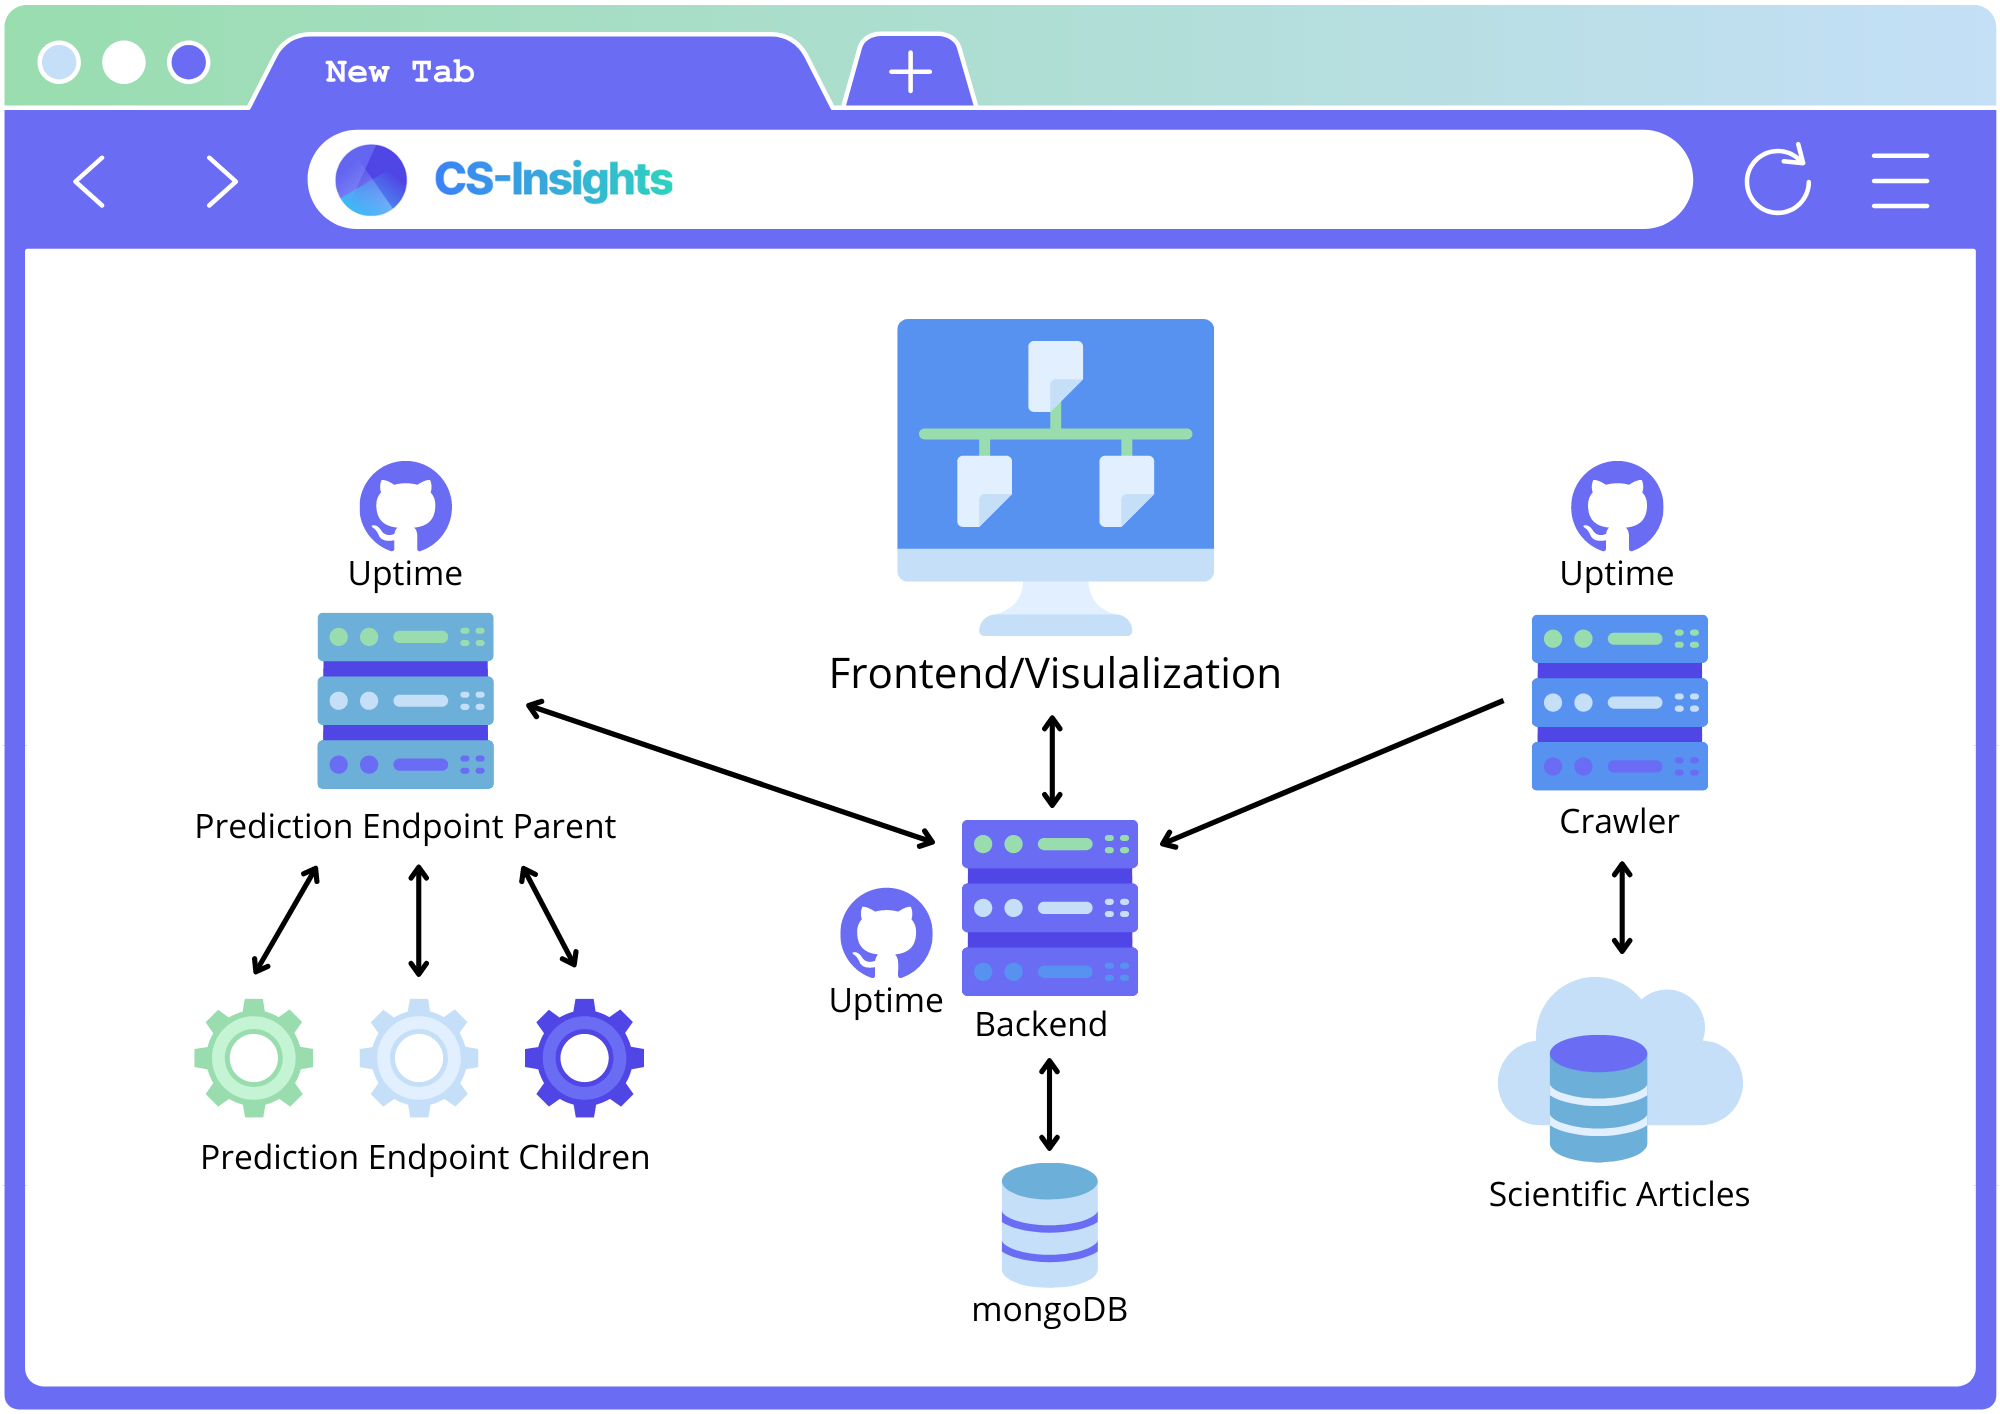 New Tab
CS-Insights
Uptime
Uptime
Frontend/Visulalization
Prediction Endpoint Parent
Crawler
Uptime
Backend
Prediction Endpoint Children
Scientific Articles
mongoDB